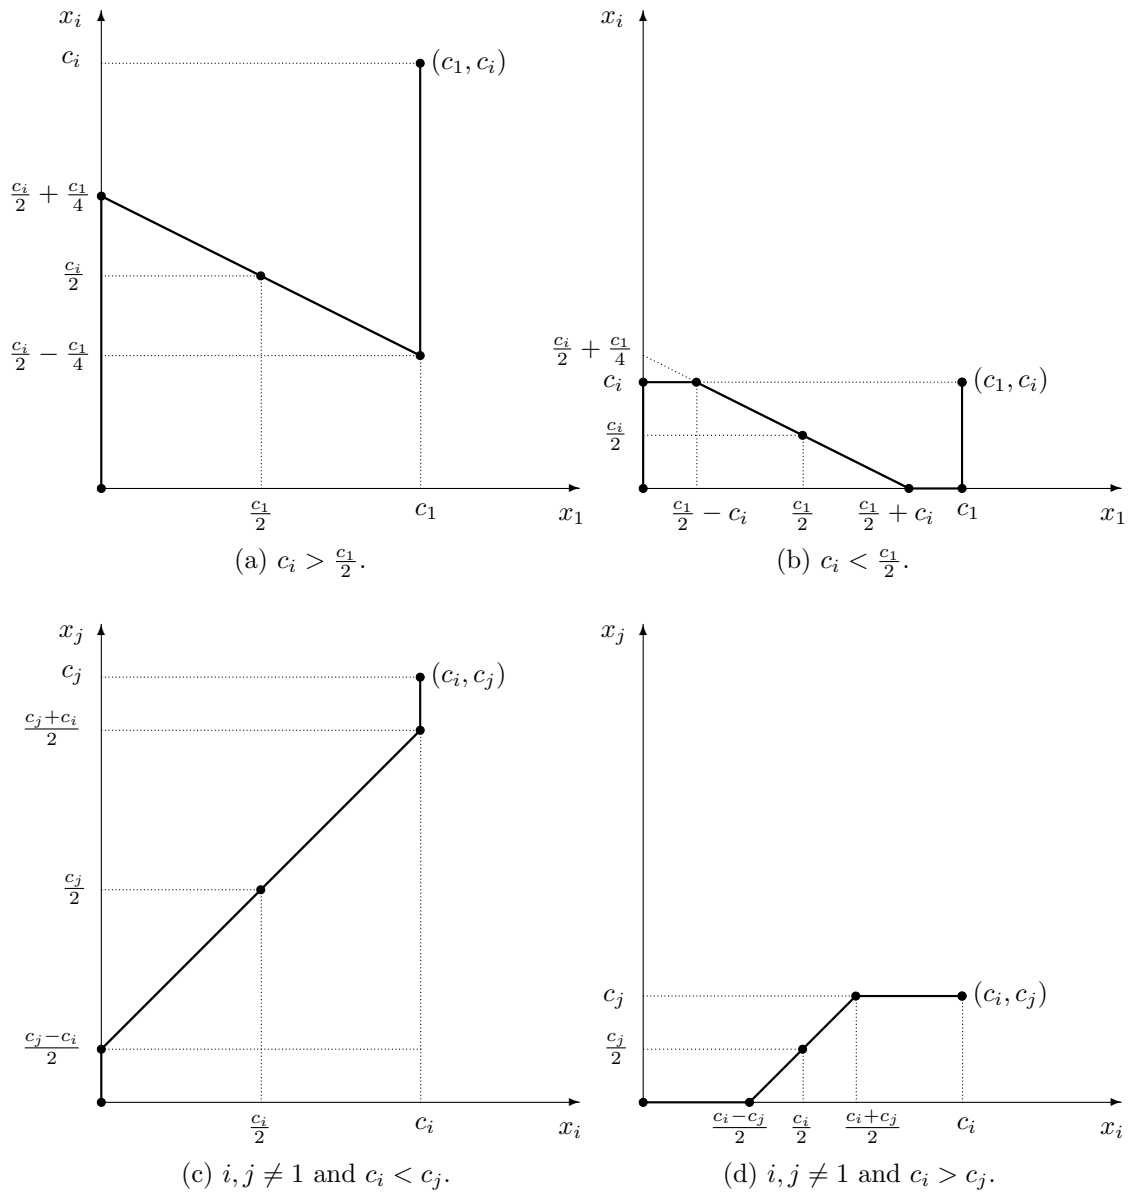 x_i
c_i
(c_1, c_i)
c_i/2 + c_1/4
c_i/2
c_i/2 − c_1/4
c_1/2
c_1
x_1
(a) c_i > c_1/2.
x_i
c_i/2 + c_1/4
c_i
(c_1, c_i)
c_i/2
c_1/2 − c_i
c_1/2
c_1/2 + c_i
c_1
x_1
(b) c_i < c_1/2.
x_j
c_j
(c_i, c_j)
c_j+c_i/2
c_j/2
c_j−c_i/2
c_i/2
c_i
x_i
(c) i, j ≠ 1 and c_i < c_j.
x_j
c_j
(c_i, c_j)
c_j/2
c_i−c_j/2
c_i/2
c_i+c_j/2
c_i
x_i
(d) i, j ≠ 1 and c_i > c_j.